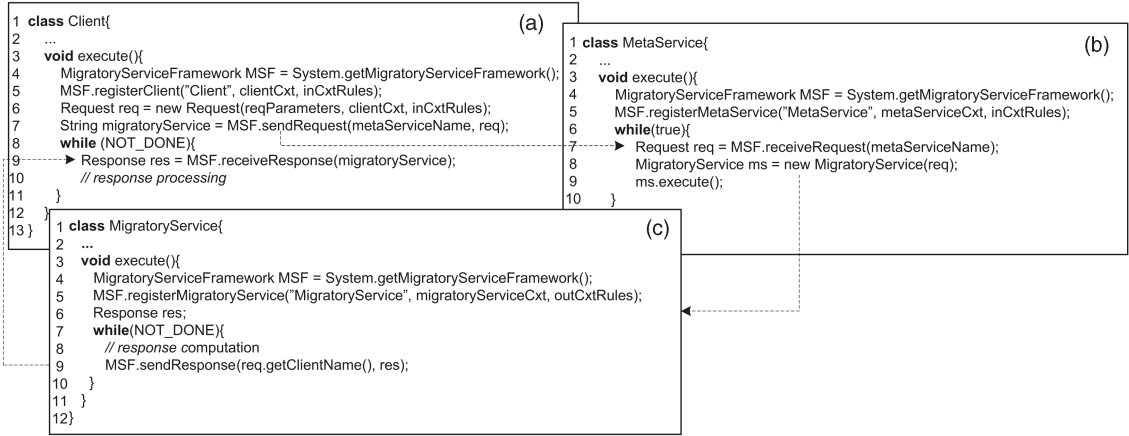 (a)
1 class Client{
2 ...
3 void execute(){
4 MigratoryServiceFramework MSF = System.getMigratoryServiceFramework();
5 MSF.registerClient(”Client”, clientCxt, inCxtRules);
6 Request req = new Request(reqParameters, clientCxt, inCxtRules);
7 String migratoryService = MSF.sendRequest(metaServiceName, req);
8 while (NOT_DONE){
9 Response res = MSF.receiveResponse(migratoryService);
10 // response processing
11 }
12 }
13 }
(b)
1 class MetaService{
2 ...
3 void execute(){
4 MigratoryServiceFramework MSF = System.getMigratoryServiceFramework();
5 MSF.registerMetaService(”MetaService”, metaServiceCxt, inCxtRules);
6 while(true){
7 Request req = MSF.receiveRequest(metaServiceName);
8 MigratoryService ms = new MigratoryService(req);
9 ms.execute();
10 }
(c)
1 class MigratoryService{
2 ...
3 void execute(){
4 MigratoryServiceFramework MSF = System.getMigratoryServiceFramework();
5 MSF.registerMigratoryService(”MigratoryService”, migratoryServiceCxt, outCxtRules);
6 Response res;
7 while(NOT_DONE){
8 // response computation
9 MSF.sendResponse(req.getClientName(), res);
10 }
11 }
12}